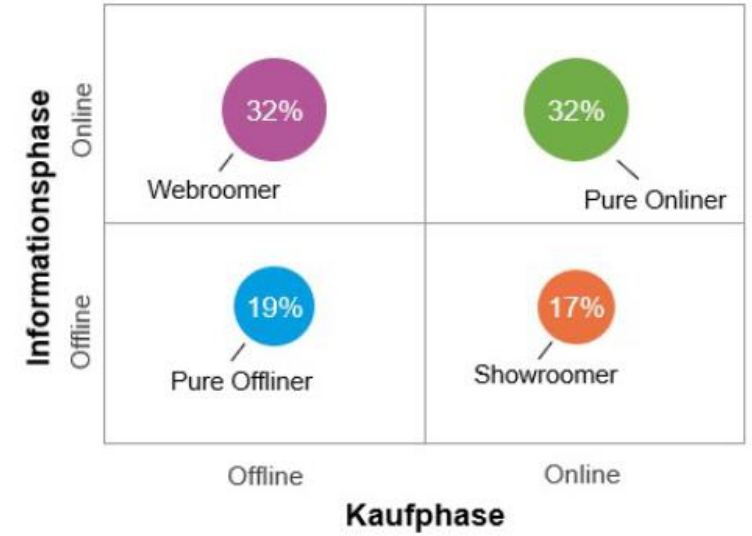 Informationsphase
Online
32%
Webroomer
32%
Pure Onliner
Offline
19%
Pure Offliner
17%
Showroomer
Offline
Online
Kaufphase